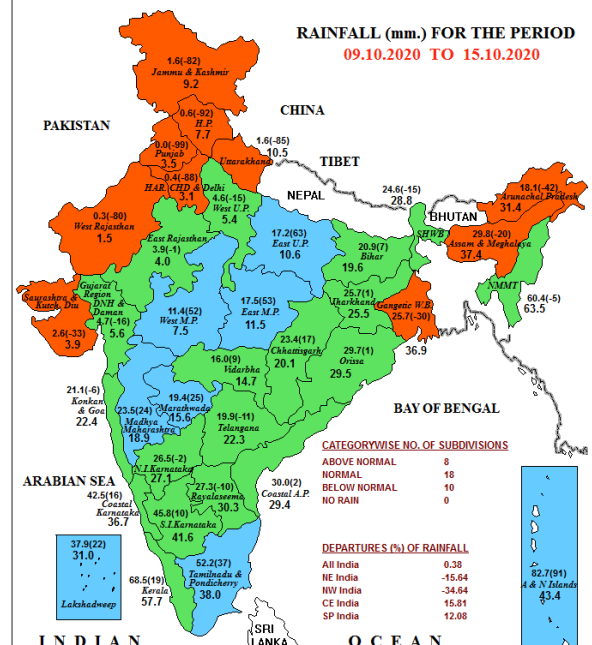 RAINFALL (mm.) FOR THE PERIOD
09.10.2020 TO 15.10.2020
1.6(-82)
Jammu & Kashmir
9.2
CHINA
0.6(-92)
H.P.
7.7
PAKISTAN
0.0(-99)
Punjab
3.5
1.6(-85)
10.5
Uttarakhand
TIBET
0.4(-88)
HAR. CHD & Delhi
3.1
4.6(-15)
West U.P.
5.4
NEPAL
24.6(-15)
28.8
BHUTAN
18.1(-42)
Arunachal Pradesh
31.4
0.3(-80)
West Rajasthan
1.5
East Rajasthan
3.9(-1)
4.0
17.2(63)
East U.P.
10.6
20.9(7)
Bihar
19.6
SHWB
29.8(-20)
Assam & Meghalaya
37.4
NMMT
60.4(-5)
63.5
Gujarat
Region
DNH &
Daman
4.7(-16)
5.6
Saurashtra &
Kutch, Diu
2.6(-33)
3.9
11.4(52)
West M.P.
7.5
17.5(53)
East M.P.
11.5
25.7(1)
Jharkhand
25.5
Gangetic W.B.
25.7(-30)
36.9
23.4(17)
Chhattisgarh
20.1
29.7(1)
Orissa
29.5
16.0(9)
Vidarbha
14.7
21.1(-6)
Konkan
& Goa
22.4
19.4(25)
Marathwada
15.6
23.5(24)
Madhya
Maharashtra
18.9
19.9(-11)
Telangana
22.3
BAY OF BENGAL
26.5(-2)
N.I.Karnataka
27.1
ARABIAN SEA
42.5(16)
Coastal
Karnataka
36.7
27.3(-10)
Rayalaseema
30.3
30.0(2)
Coastal A.P.
29.4
45.8(10)
S.I.Karnataka
41.6
CATEGORYWISE NO. OF SUBDIVISIONS
ABOVE NORMAL 8
NORMAL 18
BELOW NORMAL 10
NO RAIN 0
37.9(22)
31.0
Lakshadweep
68.5(19)
Kerala
57.7
52.2(37)
Tamilnadu &
Pondicherry
38.0
DEPARTURES (%) OF RAINFALL
All India 0.38
NE India -15.64
NW India -34.64
CE India 15.81
SP India 12.08
82.7(91)
A & N Islands
43.4
SRI
LANKA
INDIAN OCEAN